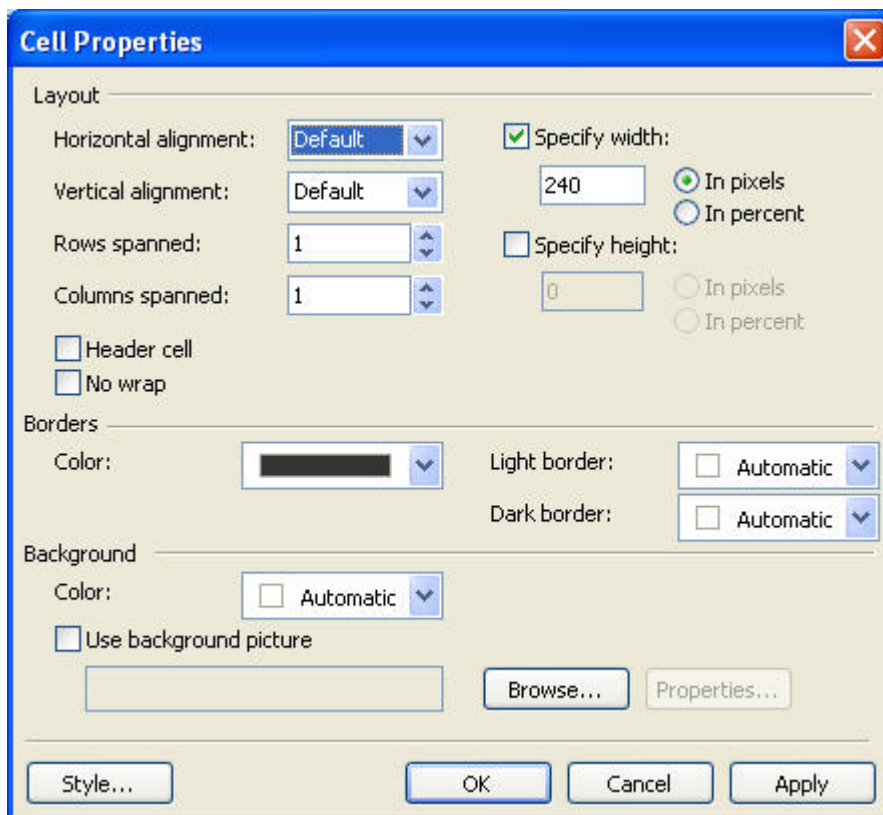 Cell Properties
Layout
Horizontal alignment: Default
Specify width:
Vertical alignment: Default
240
In pixels
In percent
Rows spanned: 1
Specify height:
Columns spanned: 1
0
In pixels
In percent
Header cell
No wrap
Borders
Color:
Light border: Automatic
Dark border: Automatic
Background
Color: Automatic
Use background picture
Browse... Properties...
Style... OK Cancel Apply